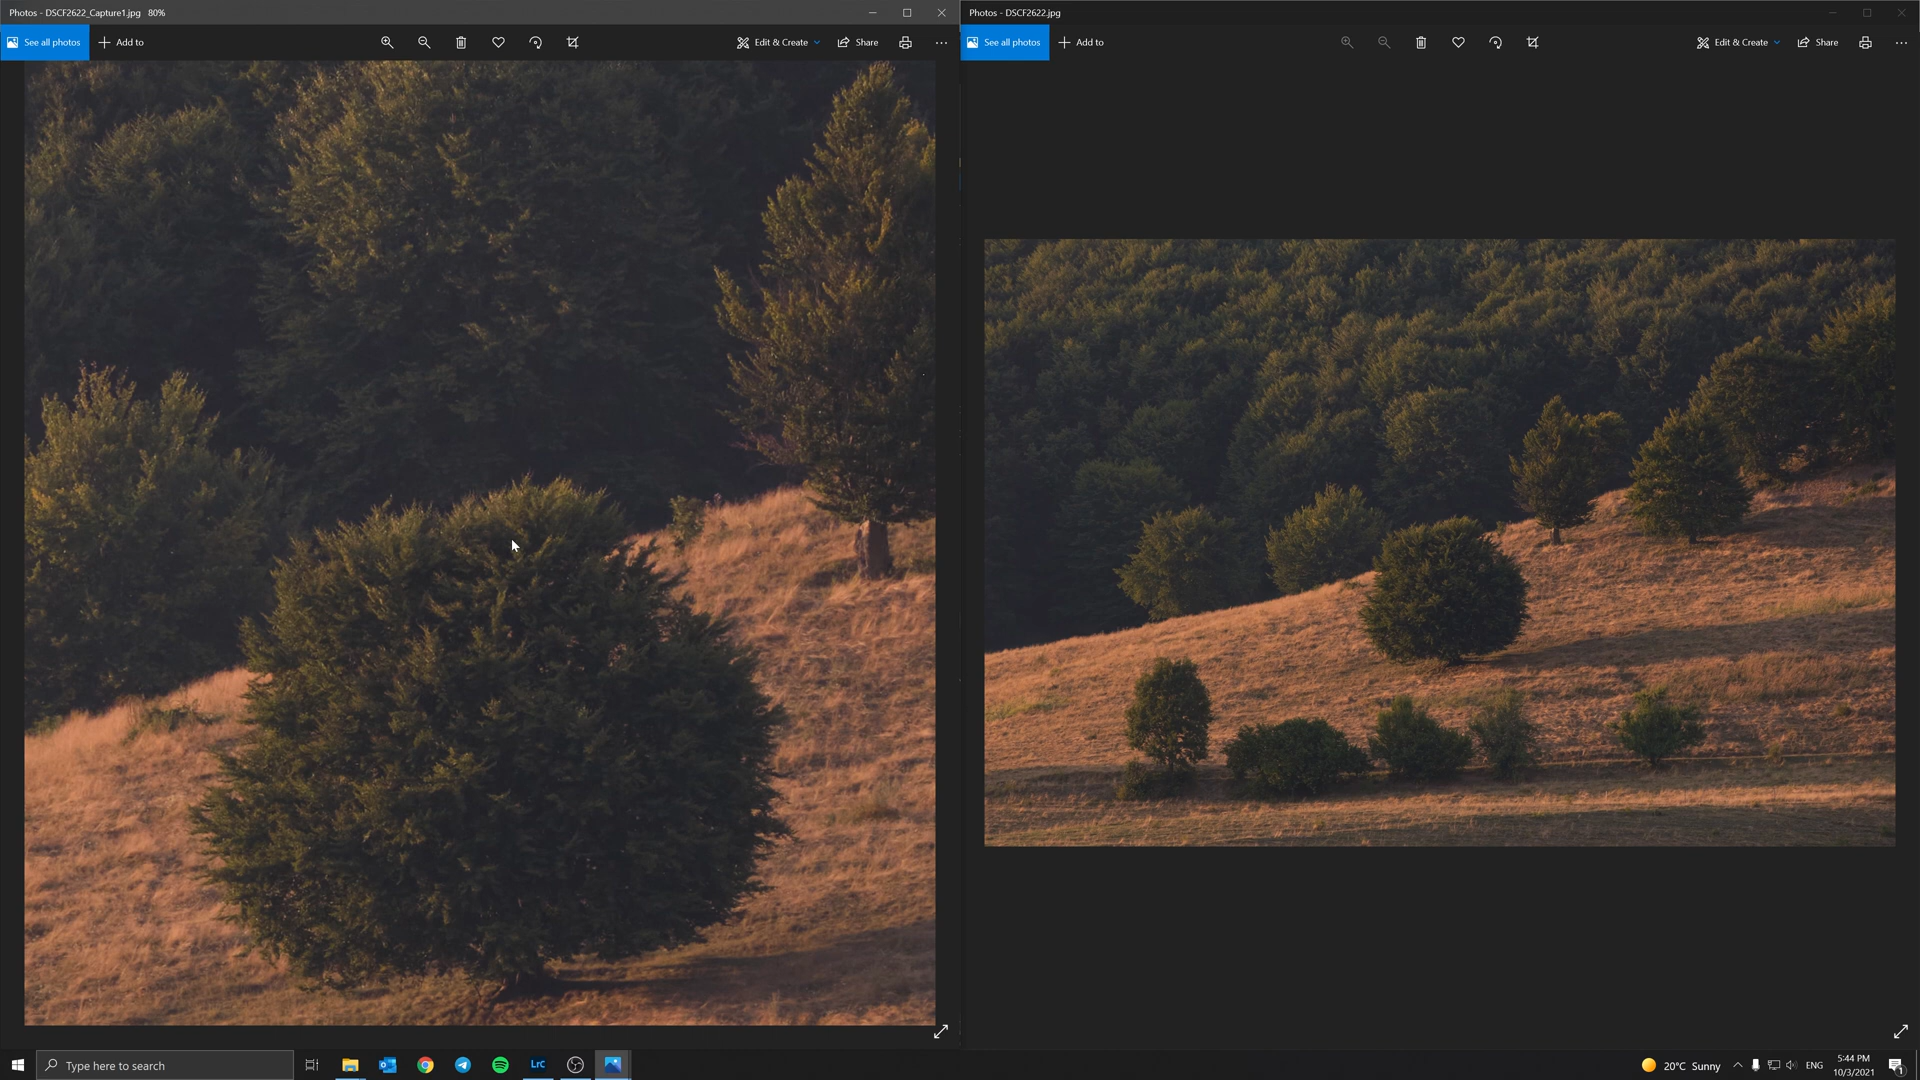 Photos - DSCF2622_Capture1.jpg 80%
See all photos
Add to
Edit & Create
Share
Photos - DSCF2622.jpg
See all photos
Add to
Edit & Create
Share
Type here to search
LrC
20°C Sunny
ENG
5:44 PM
10/3/2021
1